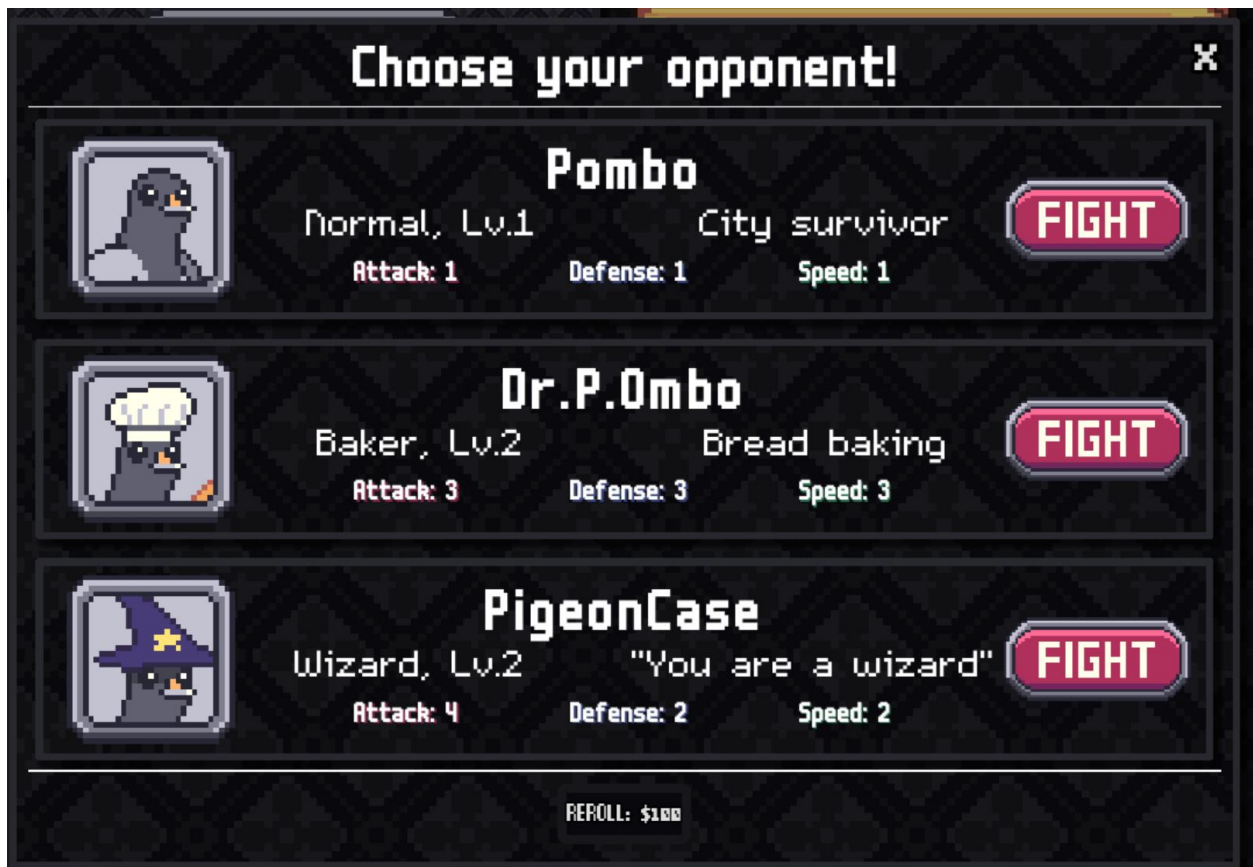 Choose your opponent!
X
Pombo
Normal, Lv.1
City survivor
Attack: 1
Defense: 1
Speed: 1
FIGHT
Dr.P.Ombo
Baker, Lv.2
Bread baking
Attack: 3
Defense: 3
Speed: 3
FIGHT
PigeonCase
Wizard, Lv.2
"You are a wizard"
Attack: 4
Defense: 2
Speed: 2
FIGHT
REROLL: $100